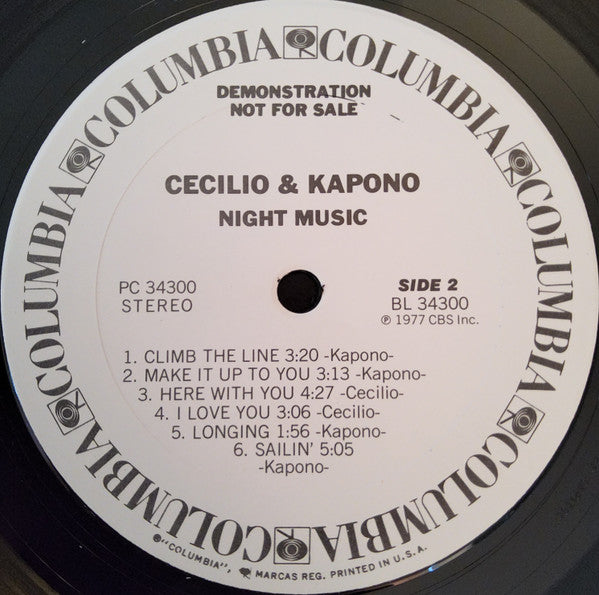 COLUMBIA COLUMBIA COLUMBIA COLUMBIA COLUMBIA COLUMBIA COLUMBIA COLUMBIA
DEMONSTRATION
NOT FOR SALE
CECILIO & KAPONO
NIGHT MUSIC
PC 34300
STEREO
SIDE 2
BL 34300
℗ 1977 CBS Inc.
1. CLIMB THE LINE 3:20 -Kapono-
2. MAKE IT UP TO YOU 3:13 -Kapono-
3. HERE WITH YOU 4:27 -Cecilio-
4. I LOVE YOU 3:06 -Cecilio-
5. LONGING 1:56 -Kapono-
6. SAILIN' 5:05
-Kapono-
®"COLUMBIA", MARCAS REG. PRINTED IN U.S.A.